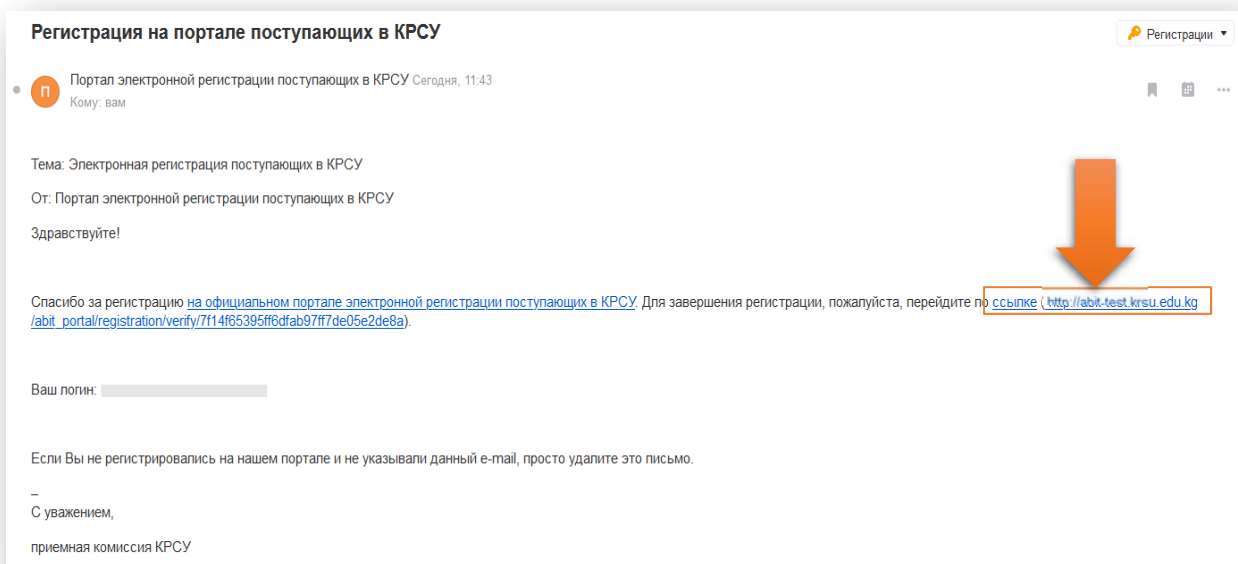 Регистрация на портале поступающих в КРСУ
Регистрации
П
Портал электронной регистрации поступающих в КРСУ Сегодня, 11:43
Кому: вам
Тема: Электронная регистрация поступающих в КРСУ
От: Портал электронной регистрации поступающих в КРСУ
Здравствуйте!
Спасибо за регистрацию на официальном портале электронной регистрации поступающих в КРСУ. Для завершения регистрации, пожалуйста, перейдите по ссылке ( http://abit-test.krsu.edu.kg
/abit_portal/registration/verify/7f14f65395ff6dfab97ff7de05e2de8a).
Ваш логин:
Если Вы не регистрировались на нашем портале и не указывали данный e-mail, просто удалите это письмо.
–
С уважением,
приемная комиссия КРСУ